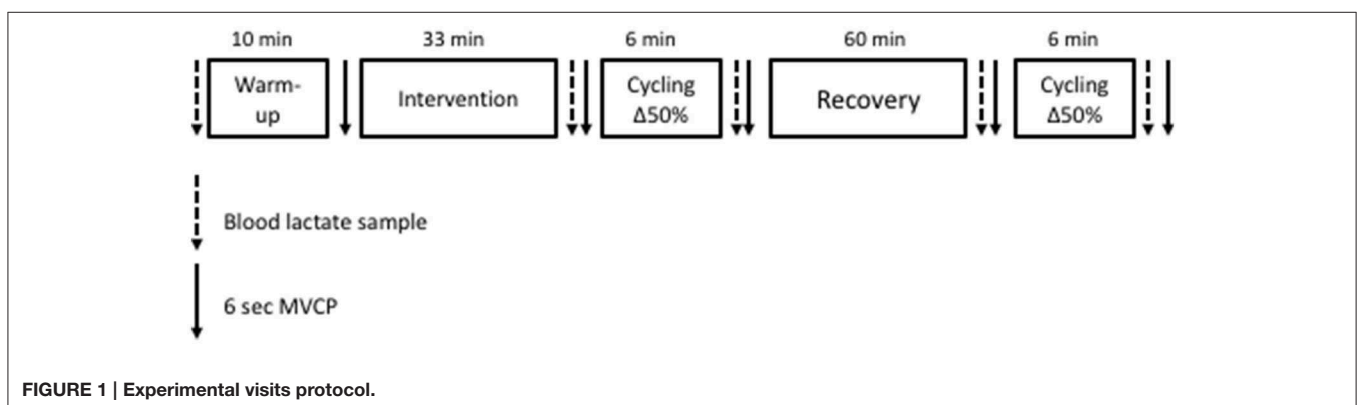 10 min 33 min 6 min 60 min 6 min
Warm-
up
Intervention
Cycling
Δ50%
Recovery
Cycling
Δ50%
Blood lactate sample
6 sec MVCP
FIGURE 1 | Experimental visits protocol.